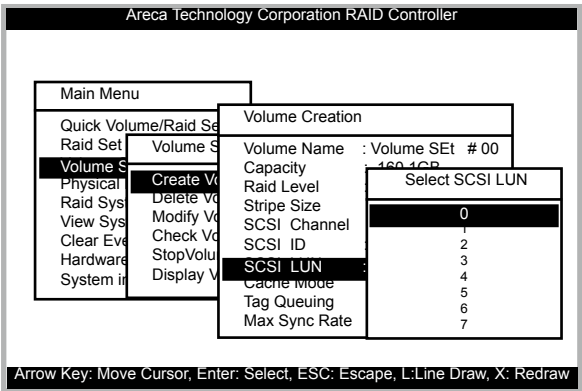 Areca Technology Corporation RAID Controller
Main Menu
Quick Volume/Raid Se
Raid Set
Volume S
Physical
Raid Sys
View Sys
Clear Eve
Hardware
System in
Volume S
Create Vo
Delete Vo
Modify Vo
Check Vo
StopVolu
Display V
Volume Creation
Volume Name : Volume SEt # 00
Capacity : 160.1GB
Raid Level :
Stripe Size
SCSI Channel
SCSI ID :
SCSI LUN :
Cache Mode
Tag Queuing
Max Sync Rate
Select SCSI LUN
0
1
2
3
4
5
6
7
Arrow Key: Move Cursor, Enter: Select, ESC: Escape, L:Line Draw, X: Redraw